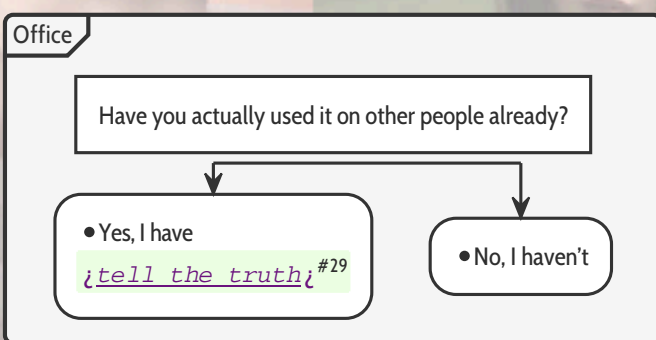 Office
Have you actually used it on other people already?
•Yes, I have
¿tell the truth¿#29
•No, I haven't